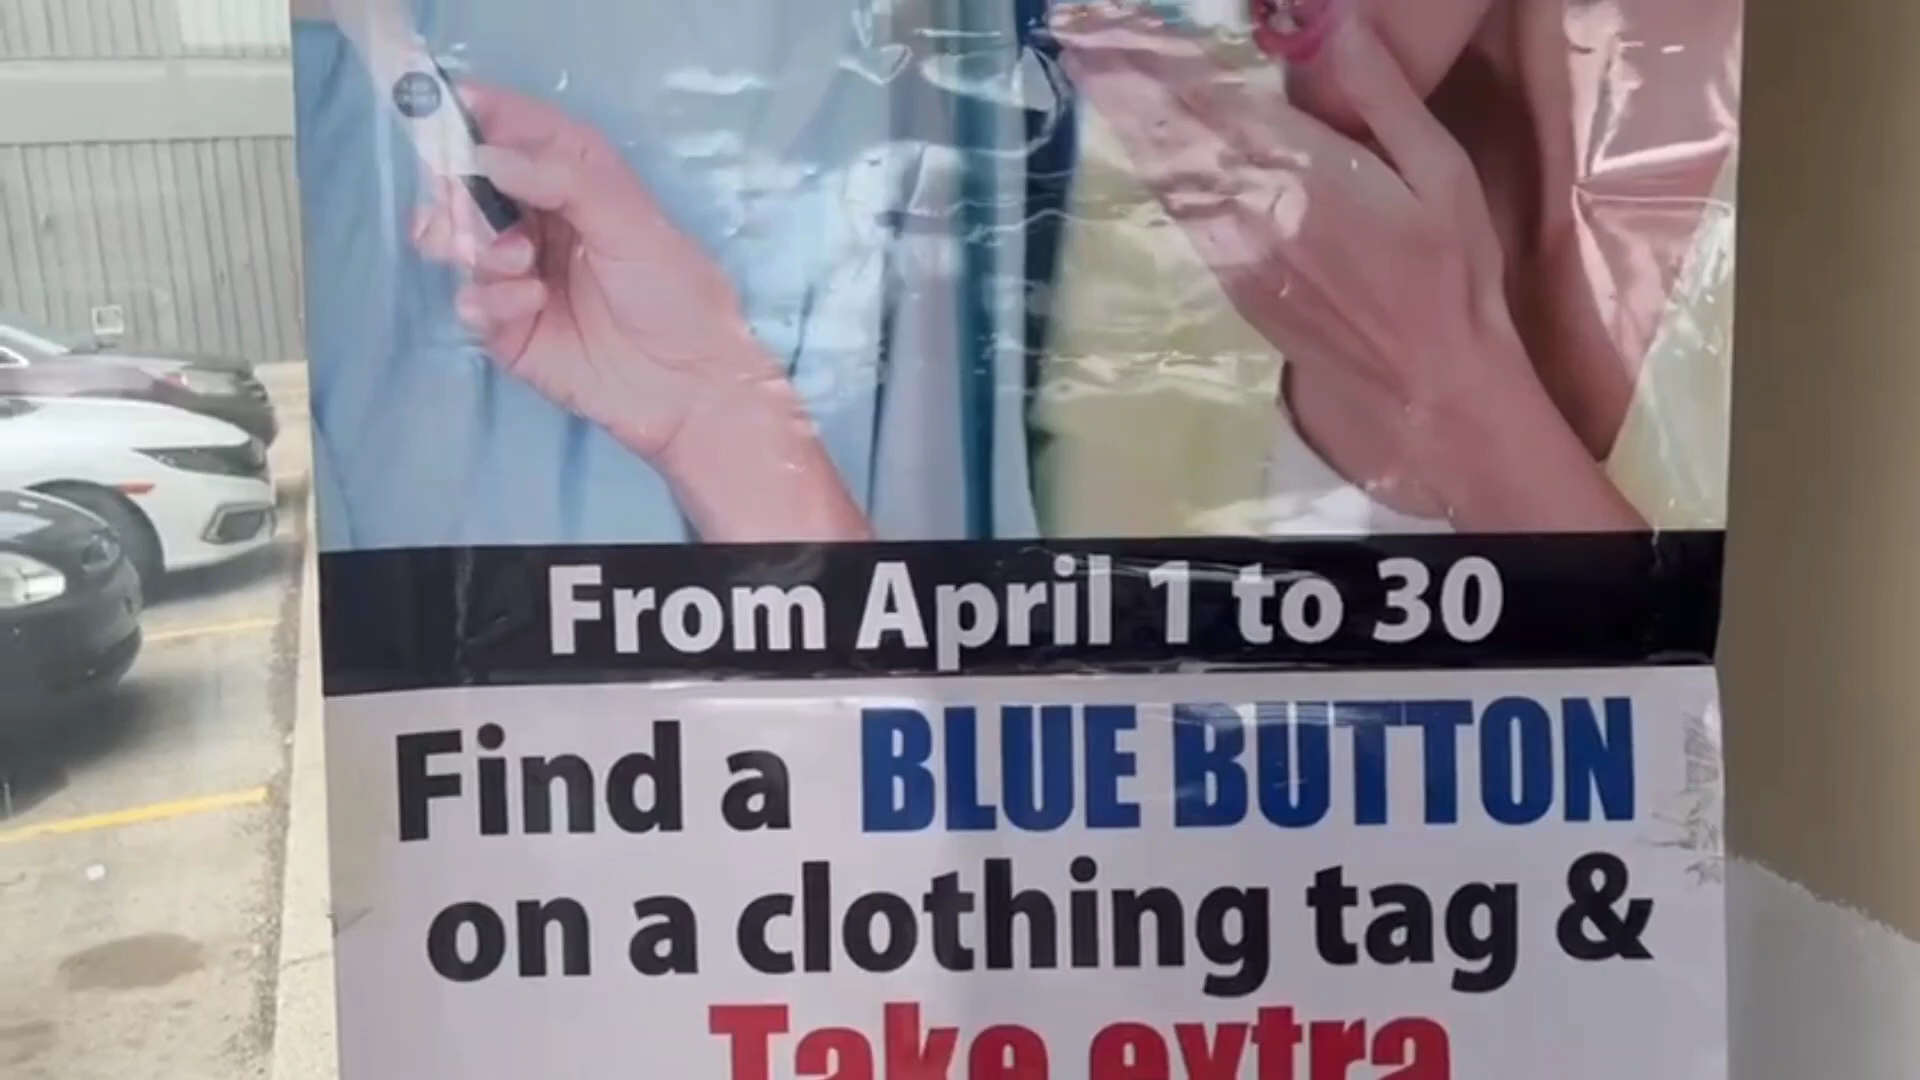 From April 1 to 30
Find a BLUE BUTTON
on a clothing tag &
Take extra